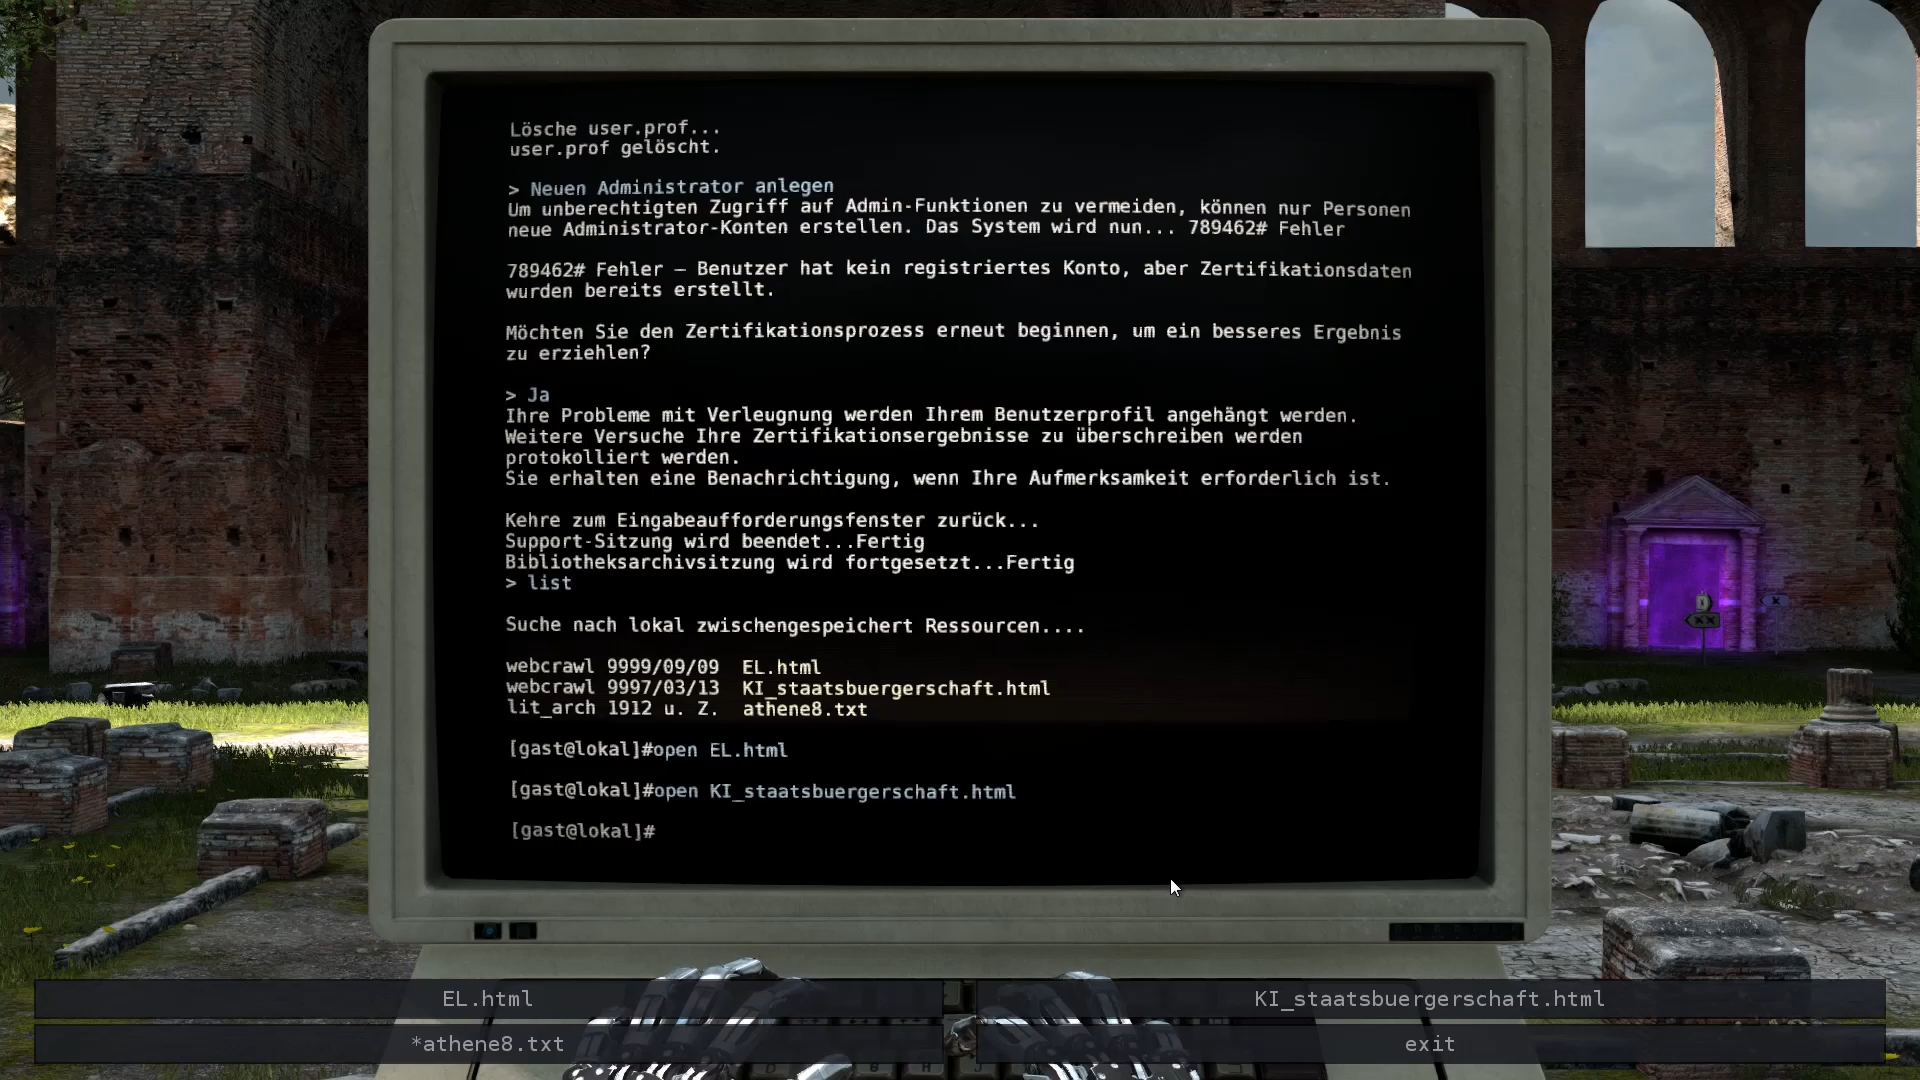 Lösche user.prof...
user.prof gelöscht.
> Neuen Administrator anlegen
Um unberechtigten Zugriff auf Admin-Funktionen zu vermeiden, können nur Personen
neue Administrator-Konten erstellen. Das System wird nun... 789462# Fehler
789462# Fehler – Benutzer hat kein registriertes Konto, aber Zertifikationsdaten
wurden bereits erstellt.
Möchten Sie den Zertifikationsprozess erneut beginnen, um ein besseres Ergebnis
zu erziehlen?
> Ja
Ihre Probleme mit Verleugnung werden Ihrem Benutzerprofil angehängt werden.
Weitere Versuche Ihre Zertifikationsergebnisse zu überschreiben werden
protokolliert werden.
Sie erhalten eine Benachrichtigung, wenn Ihre Aufmerksamkeit erforderlich ist.
Kehre zum Eingabeaufforderungsfenster zurück...
Support-Sitzung wird beendet...Fertig
Bibliotheksarchivsitzung wird fortgesetzt...Fertig
> list
Suche nach lokal zwischengespeichert Ressourcen....
webcrawl 9999/09/09  EL.html
webcrawl 9997/03/13  KI_staatsbuergerschaft.html
lit_arch 1912 u. Z.  athene8.txt
[gast@lokal]#open EL.html
[gast@lokal]#open KI_staatsbuergerschaft.html
[gast@lokal]#
EL.html
KI_staatsbuergerschaft.html
*athene8.txt
exit